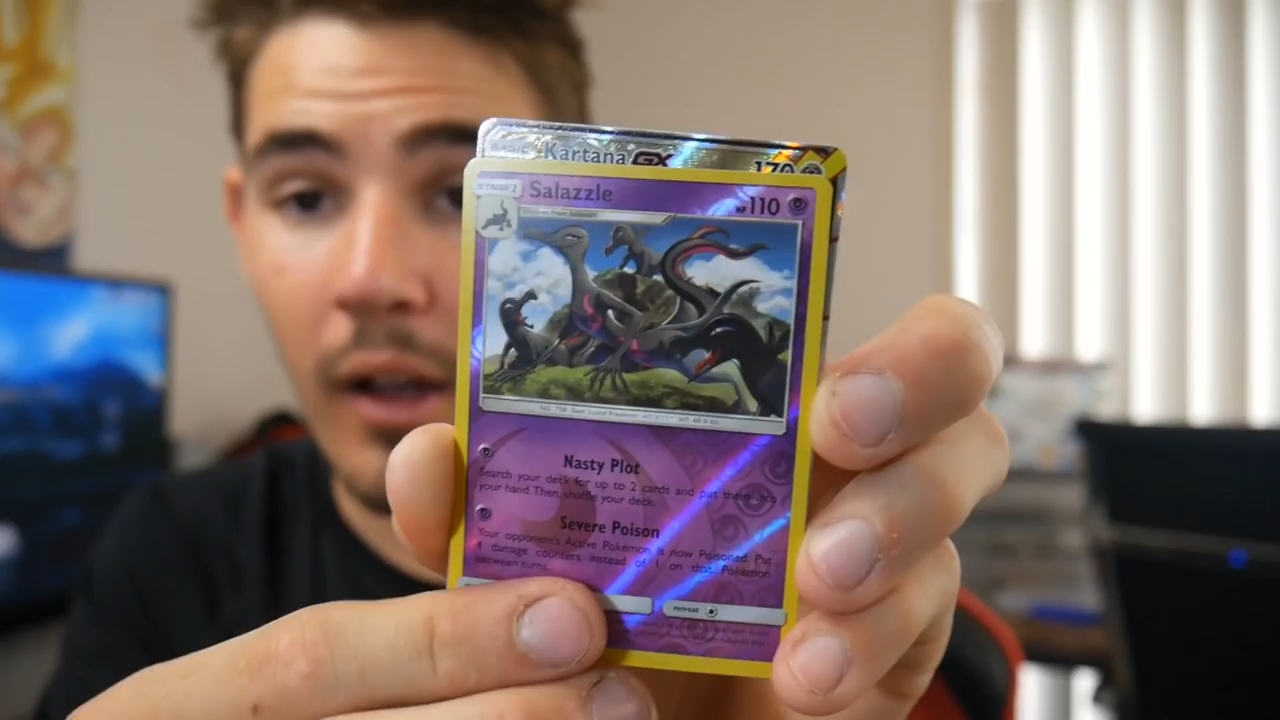 BASIC Kartana GX 170
STAGE 1 Salazzle HP 110
Nasty Plot
Search your deck for up to 2 cards and put them into
your hand. Then, shuffle your deck.
Severe Poison
Your opponent's Active Pokémon is now Poisoned. Put
4 damage counters instead of 1 on that Pokémon
between turns.
retreat